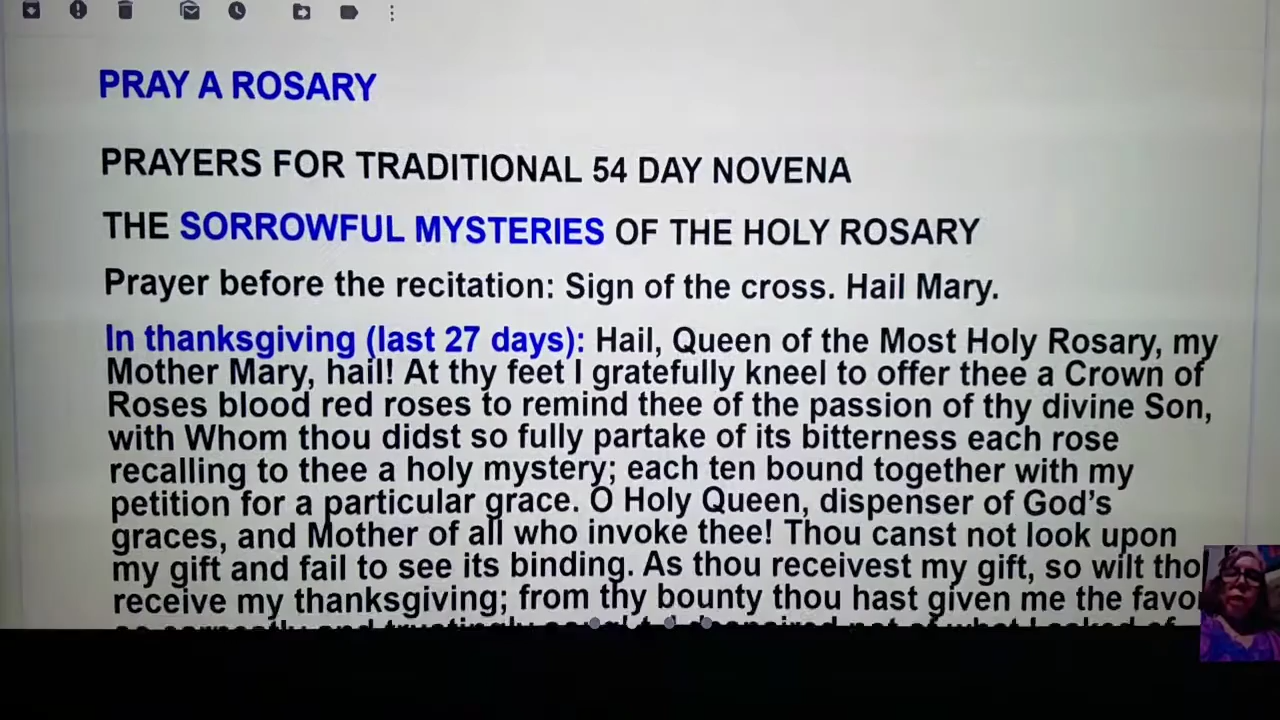 PRAY A ROSARY
PRAYERS FOR TRADITIONAL 54 DAY NOVENA
THE SORROWFUL MYSTERIES OF THE HOLY ROSARY
Prayer before the recitation: Sign of the cross. Hail Mary.
In thanksgiving (last 27 days): Hail, Queen of the Most Holy Rosary, my
Mother Mary, hail! At thy feet I gratefully kneel to offer thee a Crown of
Roses blood red roses to remind thee of the passion of thy divine Son,
with Whom thou didst so fully partake of its bitterness each rose
recalling to thee a holy mystery; each ten bound together with my
petition for a particular grace. O Holy Queen, dispenser of God’s
graces, and Mother of all who invoke thee! Thou canst not look upon
my gift and fail to see its binding. As thou receivest my gift, so wilt
receive my thanksgiving; from thy bounty thou hast given me the